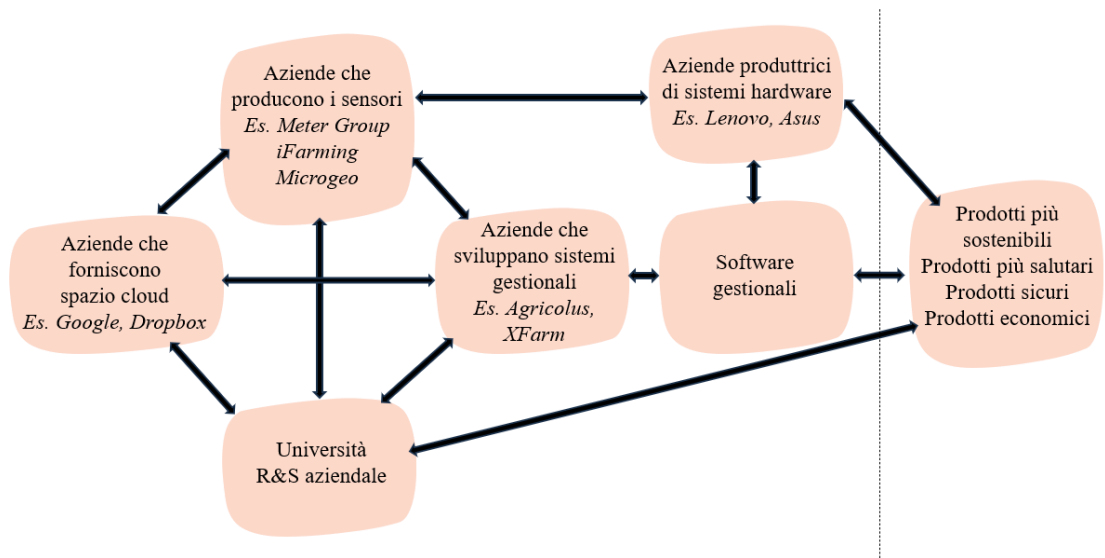 Aziende che
producono i sensori
Es. Meter Group
iFarming
Microgeo
Aziende produttrici
di sistemi hardware
Es. Lenovo, Asus
Aziende che
forniscono
spazio cloud
Es. Google, Dropbox
Aziende che
sviluppano sistemi
gestionali
Es. Agricolus,
XFarm
Software
gestionali
Prodotti più
sostenibili
Prodotti più salutari
Prodotti sicuri
Prodotti economici
Università
R&S aziendale